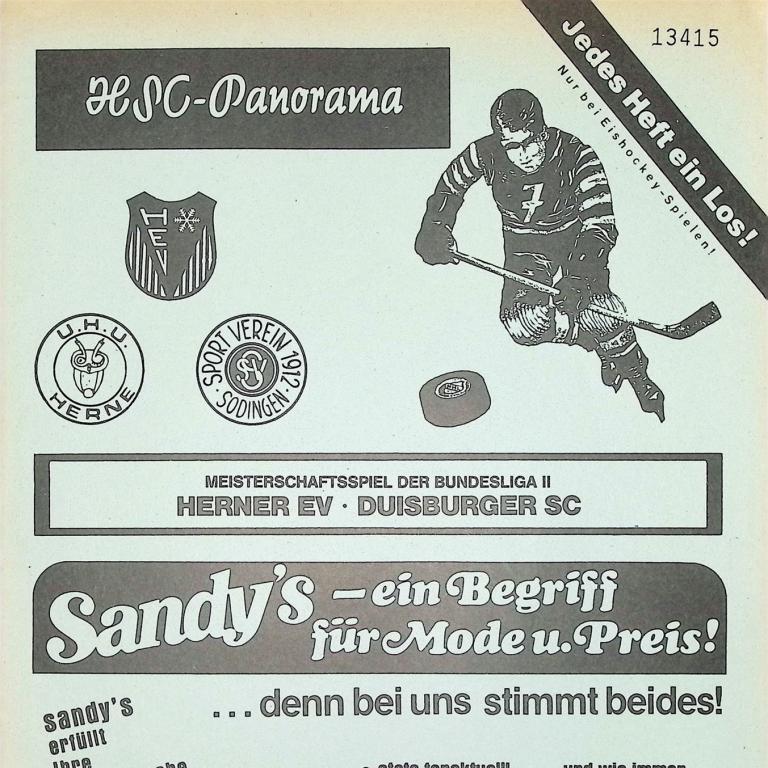 13415
Jedes Heft ein Los!
Nur bei Eishockey-Spielen!
HSC-Panorama
7
HEV
U.H.U.
HERNE
SPORT VEREIN 1912
SODINGEN
MEISTERSCHAFTSSPIEL DER BUNDESLIGA II
HERNER EV · DUISBURGER SC
Sandy's – ein Begriff
für Mode u. Preis!
... denn bei uns stimmt beides!
sandy's
erfüllt
Ihre